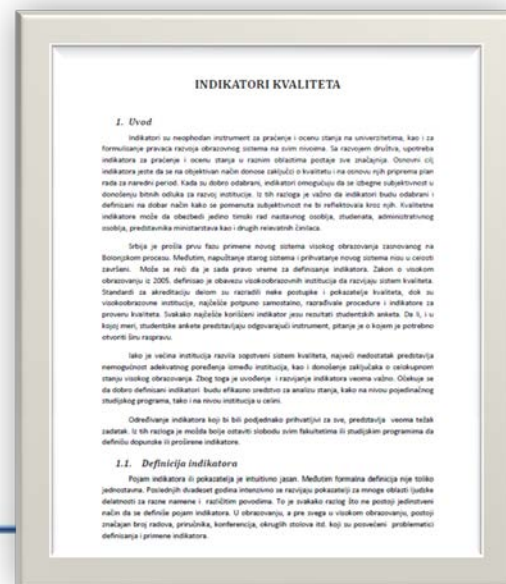 INDIKATORI KVALITETA
1. Uvod
Indikatori su neophodan instrument za praćenje i ocenu stanja na univerzitetima, kao i za
formulisanje pravaca razvoja obrazovnog sistema na svim nivoima. Sa razvojem društva, upotreba
indikatora za praćenje i ocenu stanja u raznim oblastima postaje sve značajnija. Osnovni cilj
indikatora jeste da se na objektivan način donose zaključci o kvalitetu i na osnovu njih priprema plan
rada za naredni period. Kada su dobro odabrani, indikatori omogućuju da se izbegne subjektivnost u
donošenju bitnih odluka za razvoj institucije. Iz tih razloga je važno da indikatori budu odabrani i
definisani na dobar način kako se pomenuta subjektivnost ne bi reflektovala kroz njih. Kvalitetne
indikatore može da obezbedi jedino timski rad nastavnog osoblja, studenata, administrativnog
osoblja, predstavnika ministarstava kao i drugih relevatnih činilaca.
Srbija je prošla prvu fazu primene novog sistema visokog obrazovanja zasnovanog na
Bolonjskom procesu. Međutim, napuštanje starog sistema i prihvatanje novog sistema nisu u celosti
završeni. Može se reći da je sada pravo vreme za definisanje indikatora. Zakon o visokom
obrazovanju iz 2005. definisao je obavezu visokoobrazovnih institucija da razvijaju sistem kvaliteta.
Standardi za akreditaciju delom su razradili neke postupke i pokazatelje kvaliteta, dok su
visokoobrazovne institucije, najčešće potpuno samostalno, razrađivale procedure i indikatore za
proveru kvaliteta. Svakako najčešće korišćeni indikator jesu rezultati studentskih anketa. Da li, i u
kojoj meri, studentske ankete predstavljaju odgovarajući instrument, pitanje je o kojem je potrebno
otvoriti širu raspravu.
Iako je većina institucija razvila sopstveni sistem kvaliteta, najveći nedostatak predstavlja
nemogućnost adekvatnog poređenja između institucija, kao i donošenje zaključaka o celokupnom
stanju visokog obrazovanja. Zbog toga je uvođenje i razvijanje indikatora veoma važno. Očekuje se
da dobro definisani indikatori budu efikasno sredstvo za analizu stanja, kako na nivou pojedinačnog
studijskog programa, tako i na nivou institucija u celini.
Određivanje indikatora koji bi bili podjednako prihvatljivi za sve, predstavlja veoma težak
zadatak. Iz tih razloga je možda bolje ostaviti slobodu svim fakultetima ili studijskim programima da
definišu dopunske ili proširene indikatore.
1.1. Definicija indikatora
Pojam indikatora ili pokazatelja je intuitivno jasan. Međutim formalna definicija nije toliko
jednostavna. Poslednjih dvadeset godina intenzivno se razvijaju pokazatelji za mnoge oblasti ljudske
delatnosti za razne namene i različitim povodima. To je svakako razlog što ne postoji jedinstveni
način da se definiše pojam indikatora. U obrazovanju, a pre svega u visokom obrazovanju, postoji
značajan broj radova, priručnika, konferencija, okruglih stolova itd. koji su posvećeni problematici
definisanja i primene indikatora.